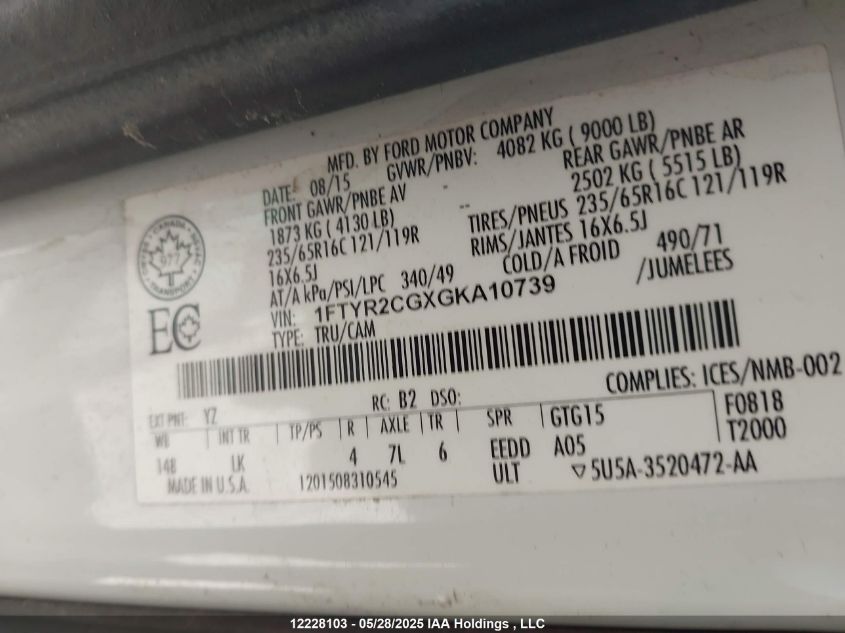 MFD. BY FORD MOTOR COMPANY
DATE: 08/15 GVWR/PNBV: 4082 KG ( 9000 LB)
FRONT GAWR/PNBE AV -- REAR GAWR/PNBE AR
1873 KG ( 4130 LB) 2502 KG ( 5515 LB)
235/65R16C 121/119R -- TIRES/PNEUS 235/65R16C 121/119R
16X6.5J RIMS/JANTES 16X6.5J
AT/A kPa/PSI/LPC 340/49 COLD/A FROID 490/71
VIN: 1FTYR2CGXGKA10739 /JUMELEES
TYPE: TRU/CAM
CANADA
TRANSPORT
977
EC
COMPLIES: ICES/NMB-002
EXT PNT: YZ RC: B2 DSO:
WB INT TR TP/PS R AXLE TR SPR GTG15 F0818
148 LK 4 7L 6 EEDD A05 T2000
MADE IN U.S.A. 1201508310545 ULT ▽5U5A-3520472-AA
12228103 - 05/28/2025 IAA Holdings , LLC